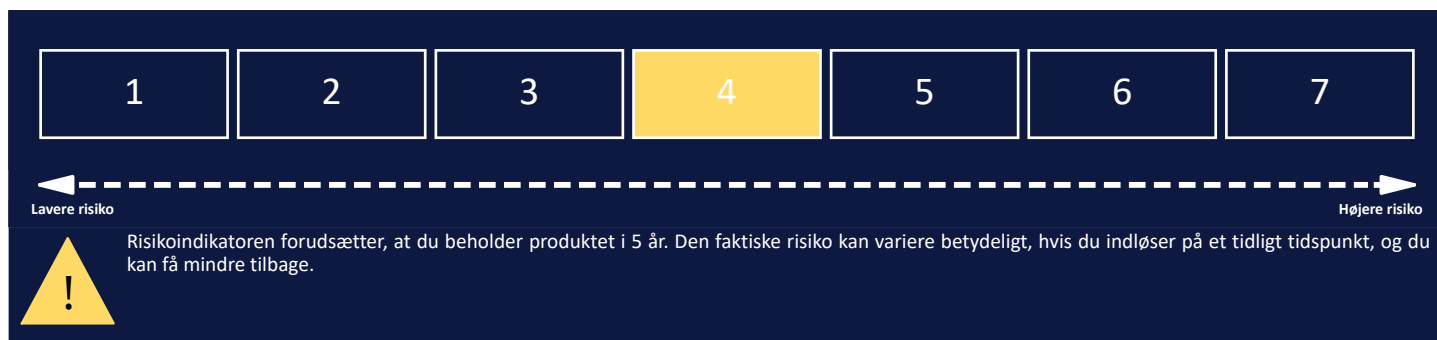 1 2 3 4 5 6 7
Lavere risiko Højere risiko
Risikoindikatoren forudsætter, at du beholder produktet i 5 år. Den faktiske risiko kan variere betydeligt, hvis du indløser på et tidligt tidspunkt, og du
kan få mindre tilbage.
!